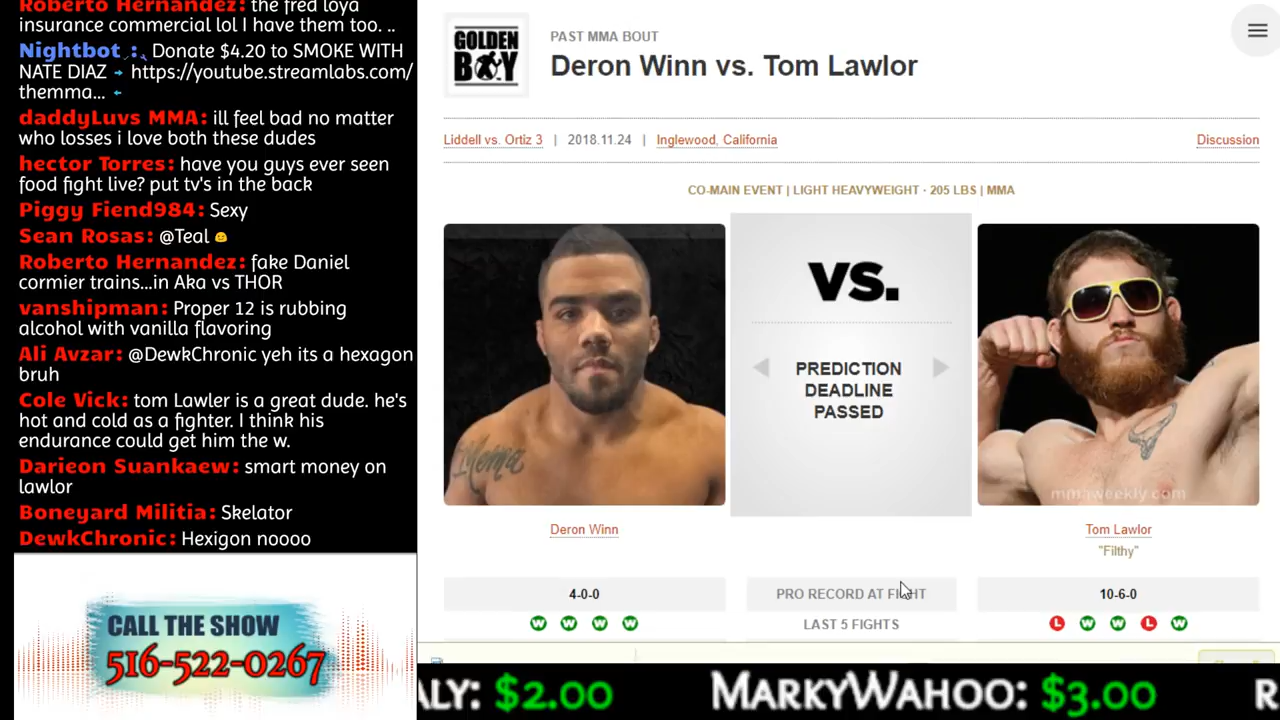 Roberto Hernandez: the fred loya
insurance commercial lol I have them too. ..
Nightbot : Donate $4.20 to SMOKE WITH
NATE DIAZ → https://youtube.streamlabs.com/
themma... ←
daddyLuvs MMA: ill feel bad no matter
who losses i love both these dudes
hector Torres: have you guys ever seen
food fight live? put tv's in the back
Piggy Fiend984: Sexy
Sean Rosas: @Teal
Roberto Hernandez: fake Daniel
cormier trains...in Aka vs THOR
vanshipman: Proper 12 is rubbing
alcohol with vanilla flavoring
Ali Avzar: @DewkChronic yeh its a hexagon
bruh
Cole Vick: tom Lawler is a great dude. he's
hot and cold as a fighter. I think his
endurance could get him the w.
Darieon Suankaew: smart money on
lawlor
Boneyard Militia: Skelator
DewkChronic: Hexigon noooo
CALL THE SHOW
516-522-0267
GOLDEN
BOY
PAST MMA BOUT
Deron Winn vs. Tom Lawlor
Liddell vs. Ortiz 3 | 2018.11.24 | Inglewood, California
Discussion
CO-MAIN EVENT | LIGHT HEAVYWEIGHT · 205 LBS | MMA
VS.
PREDICTION
DEADLINE
PASSED
mmaweekly.com
Deron Winn
Tom Lawlor
"Filthy"
4-0-0 PRO RECORD AT FIGHT 10-6-0
W W W W LAST 5 FIGHTS L W W L W
ALY: $2.00 MARKYWAHOO: $3.00 R